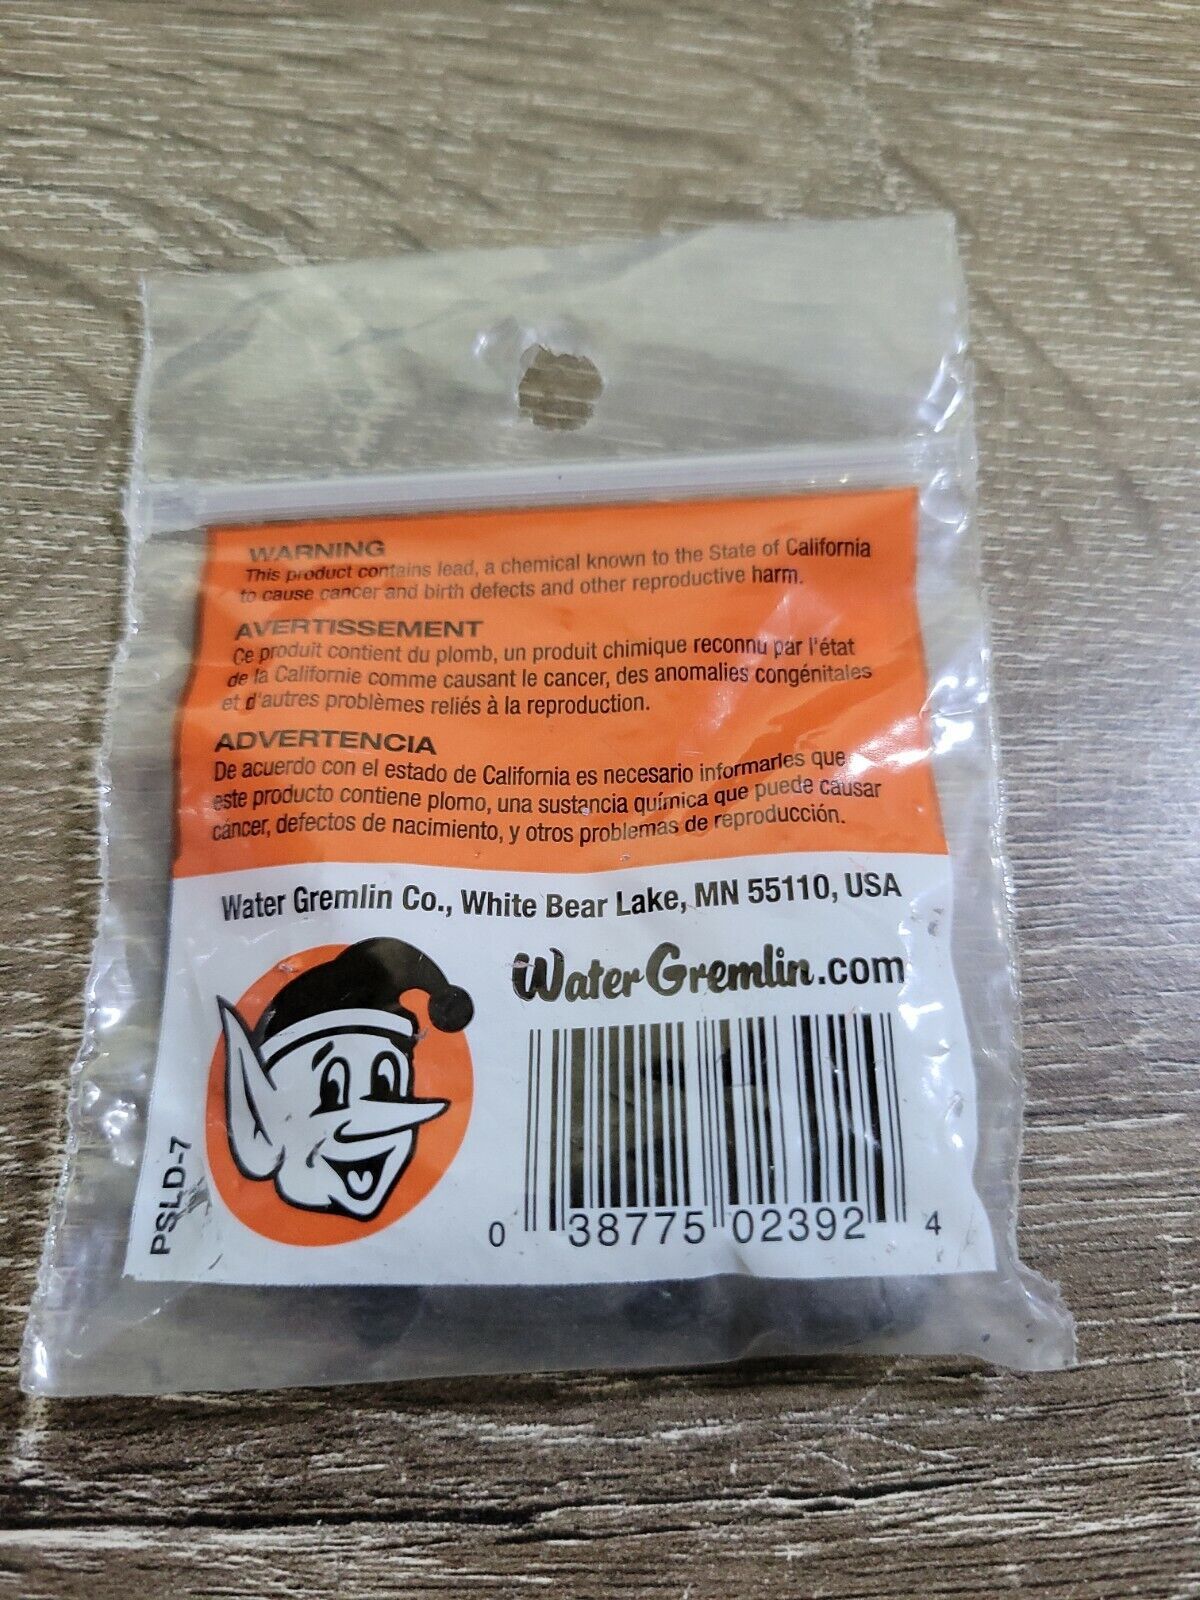 WARNING
This product contains lead, a chemical known to the State of California
to cause cancer and birth defects and other reproductive harm.
AVERTISSEMENT
Ce produit contient du plomb, un produit chimique reconnu par l'état
de la Californie comme causant le cancer, des anomalies congénitales
et d'autres problèmes reliés à la reproduction.
ADVERTENCIA
De acuerdo con el estado de California es necesario informarles que
este producto contiene plomo, una sustancia química que puede causar
cáncer, defectos de nacimiento, y otros problemas de reproducción.
Water Gremlin Co., White Bear Lake, MN 55110, USA
Water Gremlin.com
PSLD-7
0 38775 02392 4